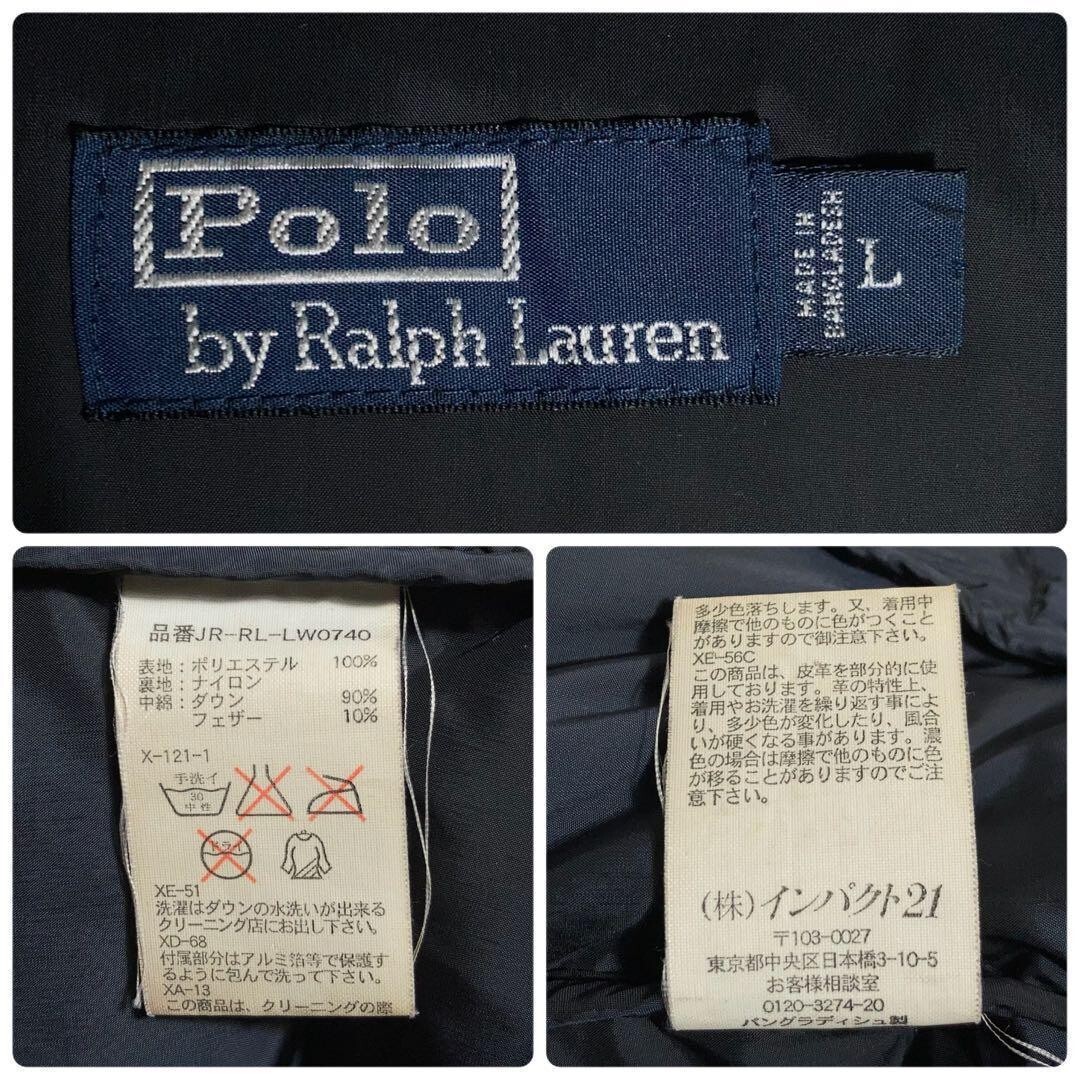 Polo
by Ralph Lauren
MADE IN
BANGLADESH
L
品番JR-RL-LW0740
表地:ポリエステル 100%
裏地:ナイロン
中綿:ダウン 90%
フェザー 10%
X-121-1
手洗イ
30
中性
ドライ
XE-51
洗濯はダウンの水洗いが出来る
クリーニング店にお出し下さい。
XD-68
付属部分はアルミ箔等で保護す
るように包んで洗って下さい。
XA-13
この商品は、クリーニングの際
多少色落ちします。又、着用中
摩擦で他のものに色がつくこと
がありますので御注意下さい。
XE-56C
この商品は、皮革を部分的に使
用しております。革の特性上、
着用やお洗濯を繰り返す事によ
り、多少色が変化したり、風合
いが硬くなる事があります。濃
色の場合は摩擦で他のものに色
が移ることがありますのでご注
意下さい。
(株)インパクト21
〒103-0027
東京都中央区日本橋3-10-5
お客様相談室
0120-3274-20
バングラディシュ製